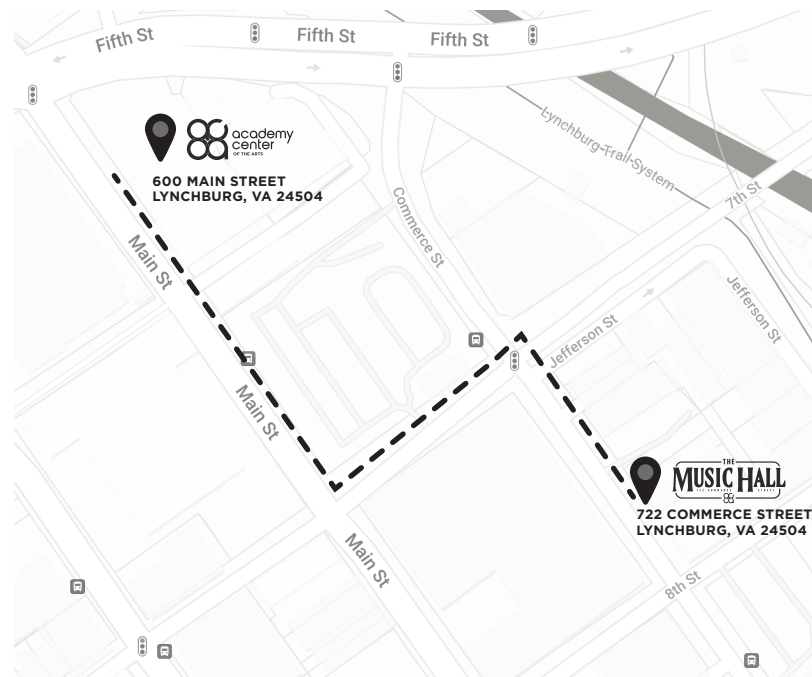 Fifth St
Fifth St
Fifth St
academy
center
OF THE ARTS
600 MAIN STREET
LYNCHBURG, VA 24504
Lynchburg Trail System
7th St
Commerce St
Main St
Jefferson St
Jefferson St
Main St
THE
MUSIC HALL
722 COMMERCE STREET
LYNCHBURG, VA 24504
Main St
8th St